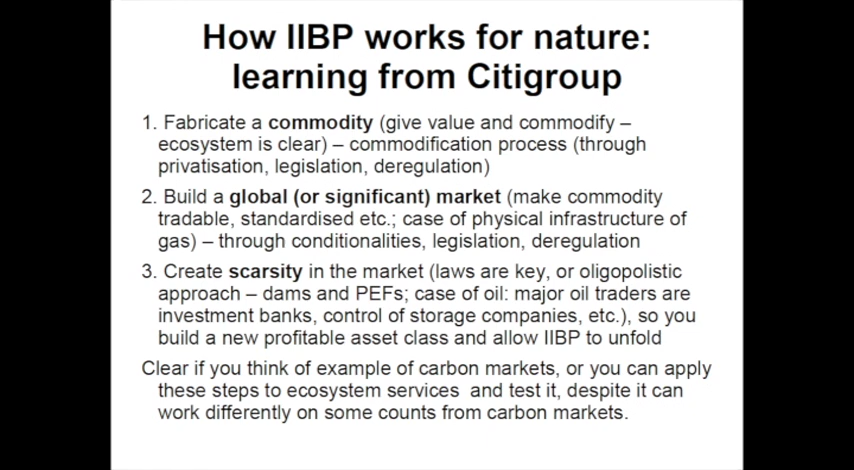 How IIBP works for nature:
learning from Citigroup
1. Fabricate a commodity (give value and commodify –
ecosystem is clear) – commodification process (through
privatisation, legislation, deregulation)
2. Build a global (or significant) market (make commodity
tradable, standardised etc.; case of physical infrastructure of
gas) – through conditionalities, legislation, deregulation
3. Create scarsity in the market (laws are key, or oligopolistic
approach – dams and PEFs; case of oil: major oil traders are
investment banks, control of storage companies, etc.), so you
build a new profitable asset class and allow IIBP to unfold
Clear if you think of example of carbon markets, or you can apply
these steps to ecosystem services and test it, despite it can
work differently on some counts from carbon markets.